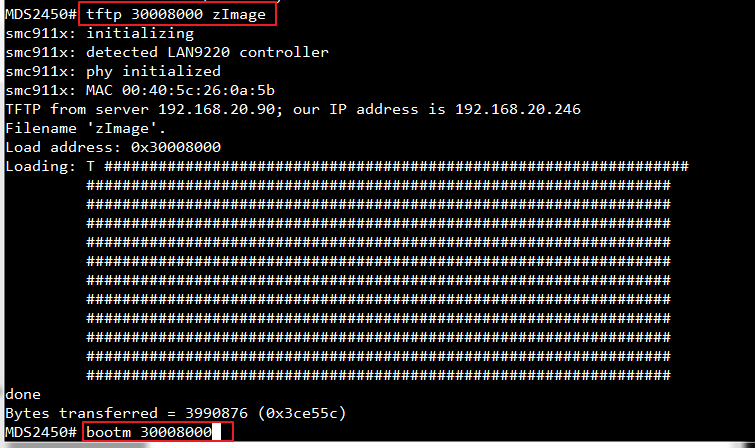 MDS2450# tftp 30008000 zImage
smc911x: initializing
smc911x: detected LAN9220 controller
smc911x: phy initialized
smc911x: MAC 00:40:5c:26:0a:5b
TFTP from server 192.168.20.90; our IP address is 192.168.20.246
Filename 'zImage'.
Load address: 0x30008000
Loading: T #################################################################
#################################################################
#################################################################
#################################################################
#################################################################
#################################################################
#################################################################
#################################################################
#################################################################
#################################################################
#################################################################
#################################################################
done
Bytes transferred = 3990876 (0x3ce55c)
MDS2450# bootm 30008000